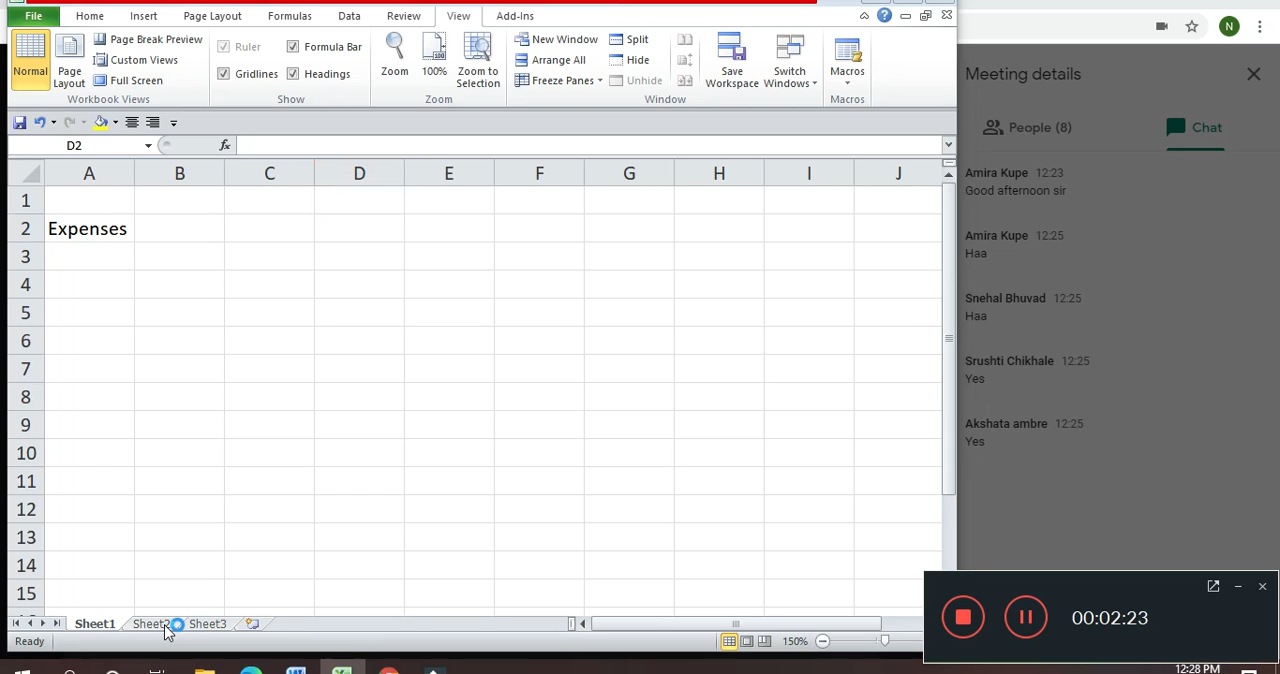 File Home Insert Page Layout Formulas Data Review View Add-Ins
Normal
Page Layout
Page Break Preview
Custom Views
Full Screen
Workbook Views
Ruler
Formula Bar
Gridlines
Headings
Show
Zoom
100%
Zoom to Selection
Zoom
New Window
Arrange All
Freeze Panes
Split
Hide
Unhide
Save Workspace
Switch Windows
Window
Macros
Macros
D2
fx
A B C D E F G H I J
1
2 Expenses
3
4
5
6
7
8
9
10
11
12
13
14
15
Sheet1 Sheet2 Sheet3
Ready
150%
N
Meeting details
People (8)
Chat
Amira Kupe 12:23
Good afternoon sir
Amira Kupe 12:25
Haa
Snehal Bhuvad 12:25
Haa
Srushti Chikhale 12:25
Yes
Akshata ambre 12:25
Yes
00:02:23
12:28 PM